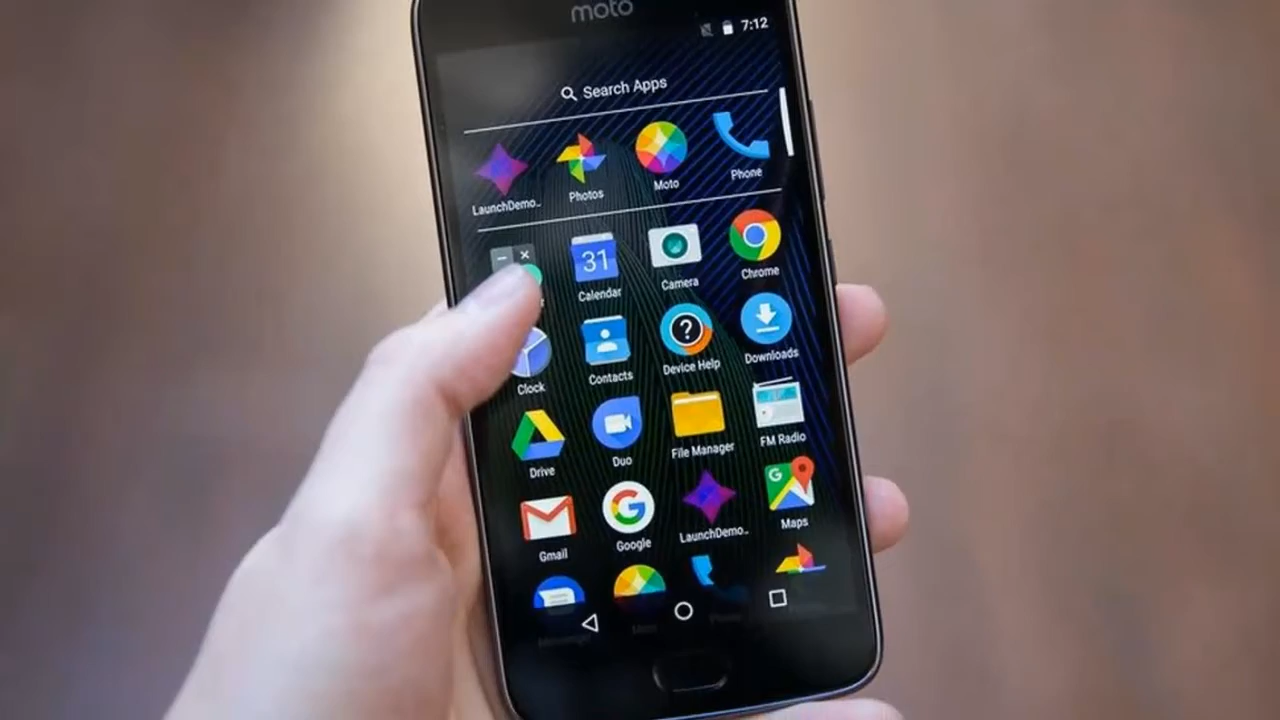 moto
7:12
Search Apps
LaunchDemo..
Photos
Moto
Phone
31
Calendar
Camera
Chrome
Clock
Contacts
?
Device Help
Downloads
Drive
Duo
File Manager
FM Radio
G
Gmail
Google
LaunchDemo..
Maps